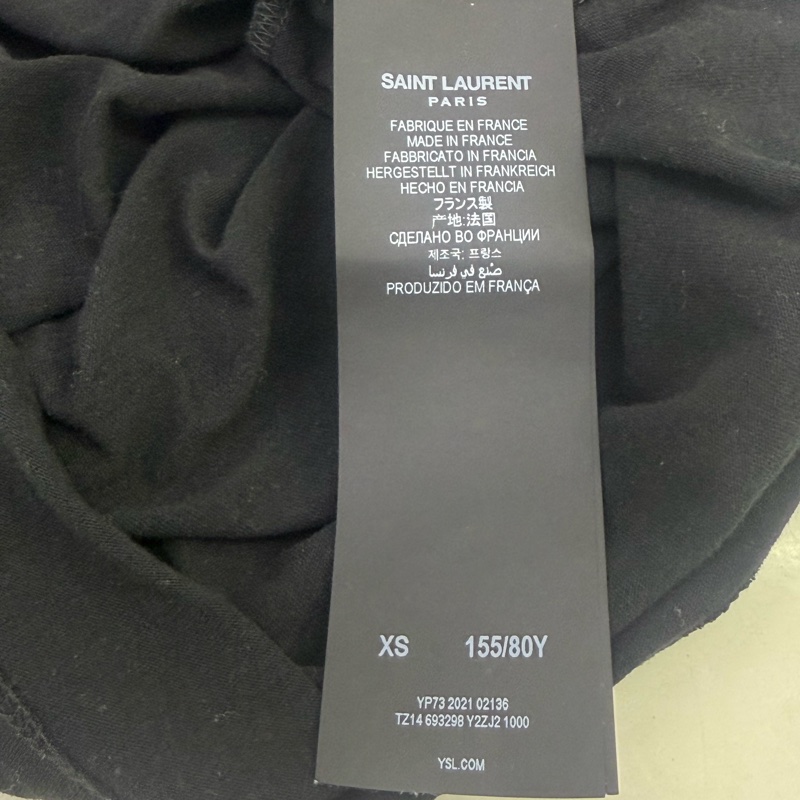 SAINT LAURENT
PARIS
FABRIQUE EN FRANCE
MADE IN FRANCE
FABBRICATO IN FRANCIA
HERGESTELLT IN FRANKREICH
HECHO EN FRANCIA
フランス製
产地:法国
СДЕЛАНО ВО ФРАНЦИИ
제조국: 프랑스
صنع في فرنسا
PRODUZIDO EM FRANÇA
XS 155/80Y
YP73 2021 02136
TZ14 693298 Y2ZJ2 1000
YSL.COM